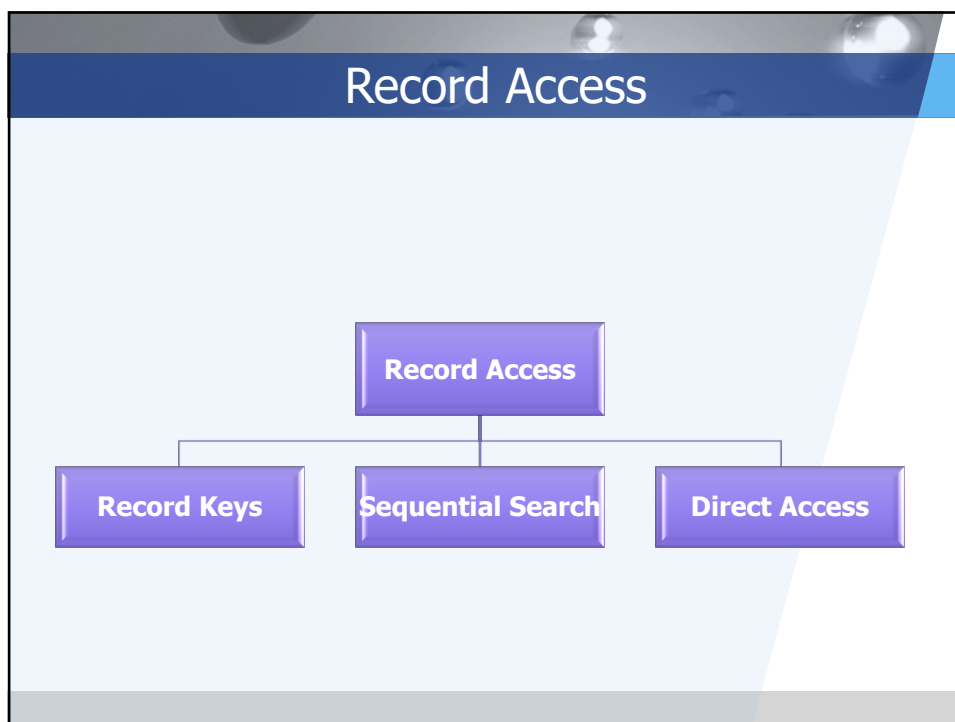 Record Access
Record Access
Record Keys
Sequential Search
Direct Access